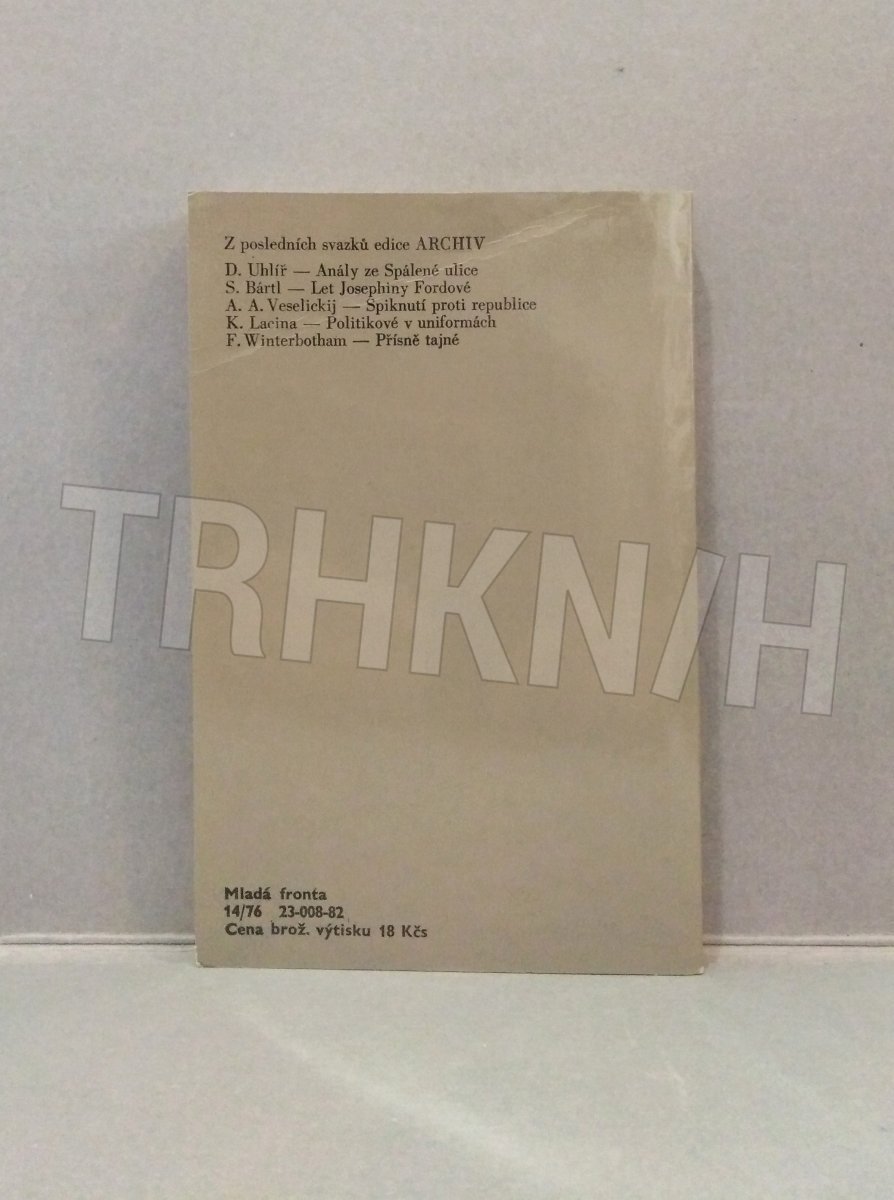 Z posledních svazků edice ARCHIV
D. Uhlíř — Anály ze Spálené ulice
S. Bártl — Let Josephiny Fordové
A. A. Veselickij — Spiknutí proti republice
K. Lacina — Politikové v uniformách
F. Winterbotham — Přísně tajné
TRHKNIH
Mladá fronta
14/76 23-008-82
Cena brož. výtisku 18 Kčs